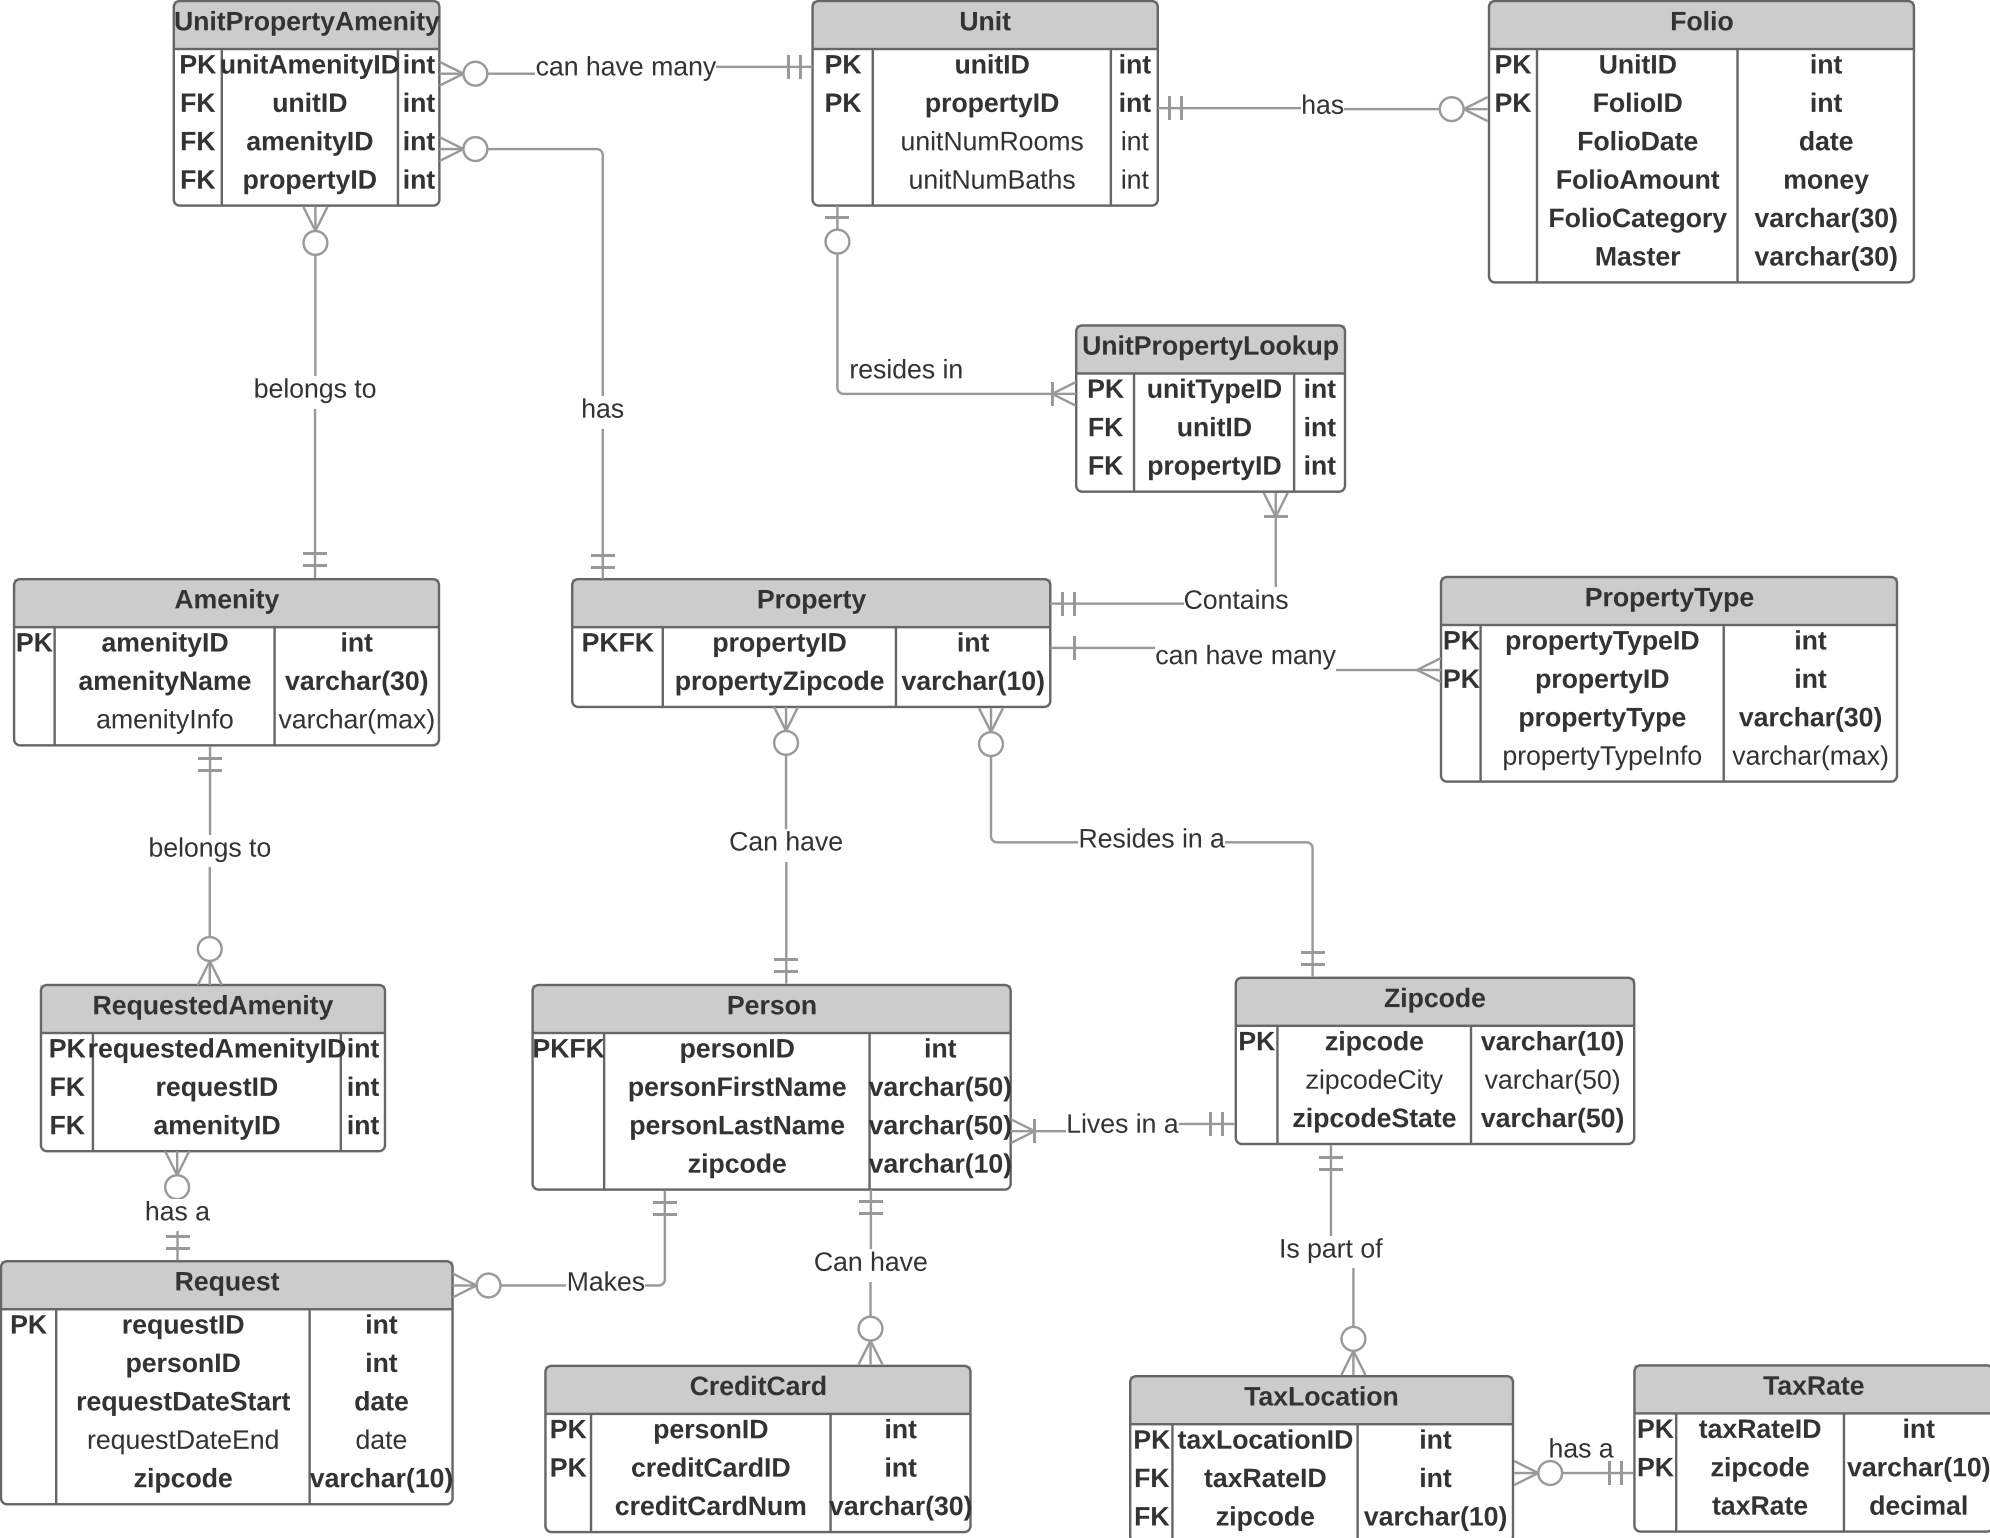 UnitPropertyAmenity
PK unitAmenityID int
FK unitID int
FK amenityID int
FK propertyID int
can have many
Unit
PK unitID int
PK propertyID int
unitNumRooms int
unitNumBaths int
has
Folio
PK UnitID int
PK FolioID int
FolioDate date
FolioAmount money
FolioCategory varchar(30)
Master varchar(30)
belongs to
has
resides in
UnitPropertyLookup
PK unitTypeID int
FK unitID int
FK propertyID int
Amenity
PK amenityID int
amenityName varchar(30)
amenityInfo varchar(max)
Property
PKFK propertyID int
propertyZipcode varchar(10)
Contains
can have many
PropertyType
PK propertyTypeID int
PK propertyID int
propertyType varchar(30)
propertyTypeInfo varchar(max)
belongs to
Can have
Resides in a
RequestedAmenity
PK requestedAmenityID int
FK requestID int
FK amenityID int
Person
PKFK personID int
personFirstName varchar(50)
personLastName varchar(50)
zipcode varchar(10)
Lives in a
Zipcode
PK zipcode varchar(10)
zipcodeCity varchar(50)
zipcodeState varchar(50)
has a
Makes
Can have
Is part of
Request
PK requestID int
personID int
requestDateStart date
requestDateEnd date
zipcode varchar(10)
CreditCard
PK personID int
PK creditCardID int
creditCardNum varchar(30)
TaxLocation
PK taxLocationID int
FK taxRateID int
FK zipcode varchar(10)
has a
TaxRate
PK taxRateID int
PK zipcode varchar(10)
taxRate decimal